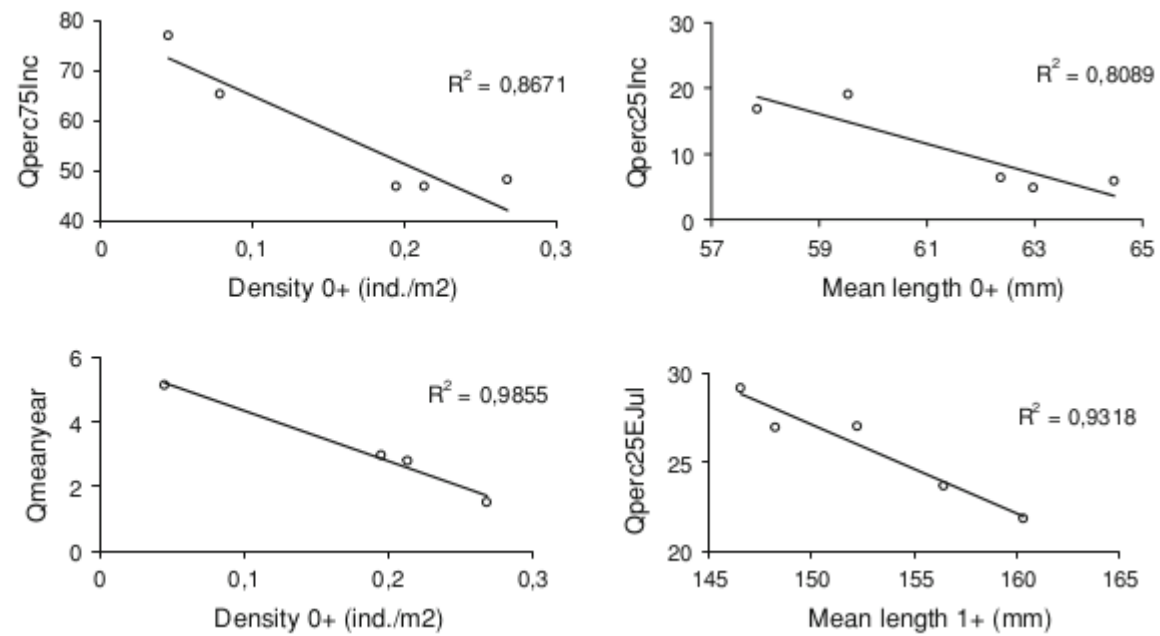 80
70
60
50
40
Qperc75Inc
R² = 0,8671
0
0,1
0,2
0,3
Density 0+ (ind./m2)
30
20
10
0
Qperc25Inc
R² = 0,8089
57
59
61
63
65
Mean length 0+ (mm)
6
4
2
0
Qmeanyear
R² = 0,9855
0
0,1
0,2
0,3
Density 0+ (ind./m2)
30
25
20
Qperc25EJul
R² = 0,9318
145
150
155
160
165
Mean length 1+ (mm)